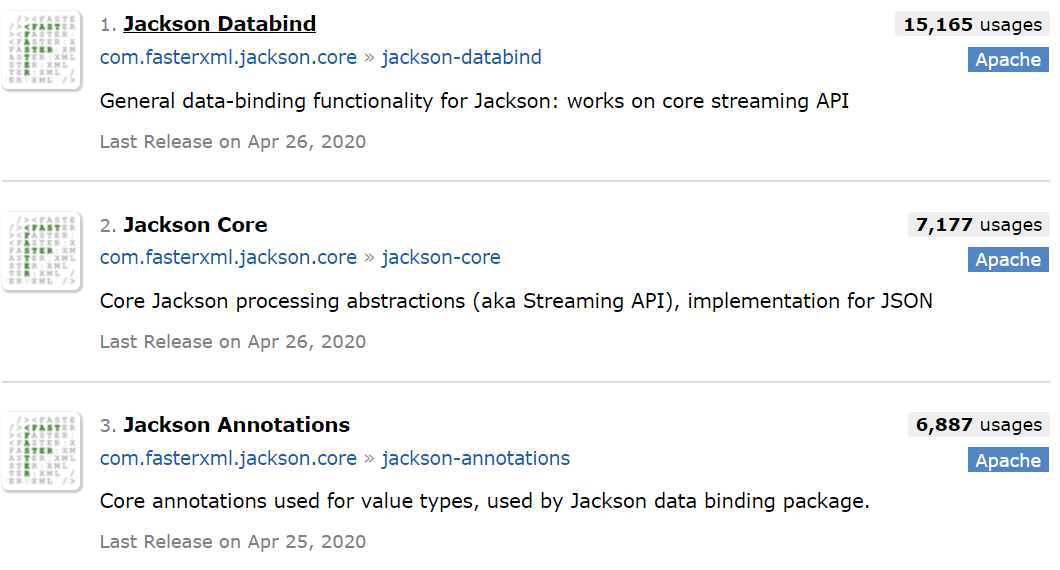 1. Jackson Databind
15,165 usages
com.fasterxml.jackson.core » jackson-databind
Apache
General data-binding functionality for Jackson: works on core streaming API
Last Release on Apr 26, 2020
2. Jackson Core
7,177 usages
com.fasterxml.jackson.core » jackson-core
Apache
Core Jackson processing abstractions (aka Streaming API), implementation for JSON
Last Release on Apr 26, 2020
3. Jackson Annotations
6,887 usages
com.fasterxml.jackson.core » jackson-annotations
Apache
Core annotations used for value types, used by Jackson data binding package.
Last Release on Apr 25, 2020